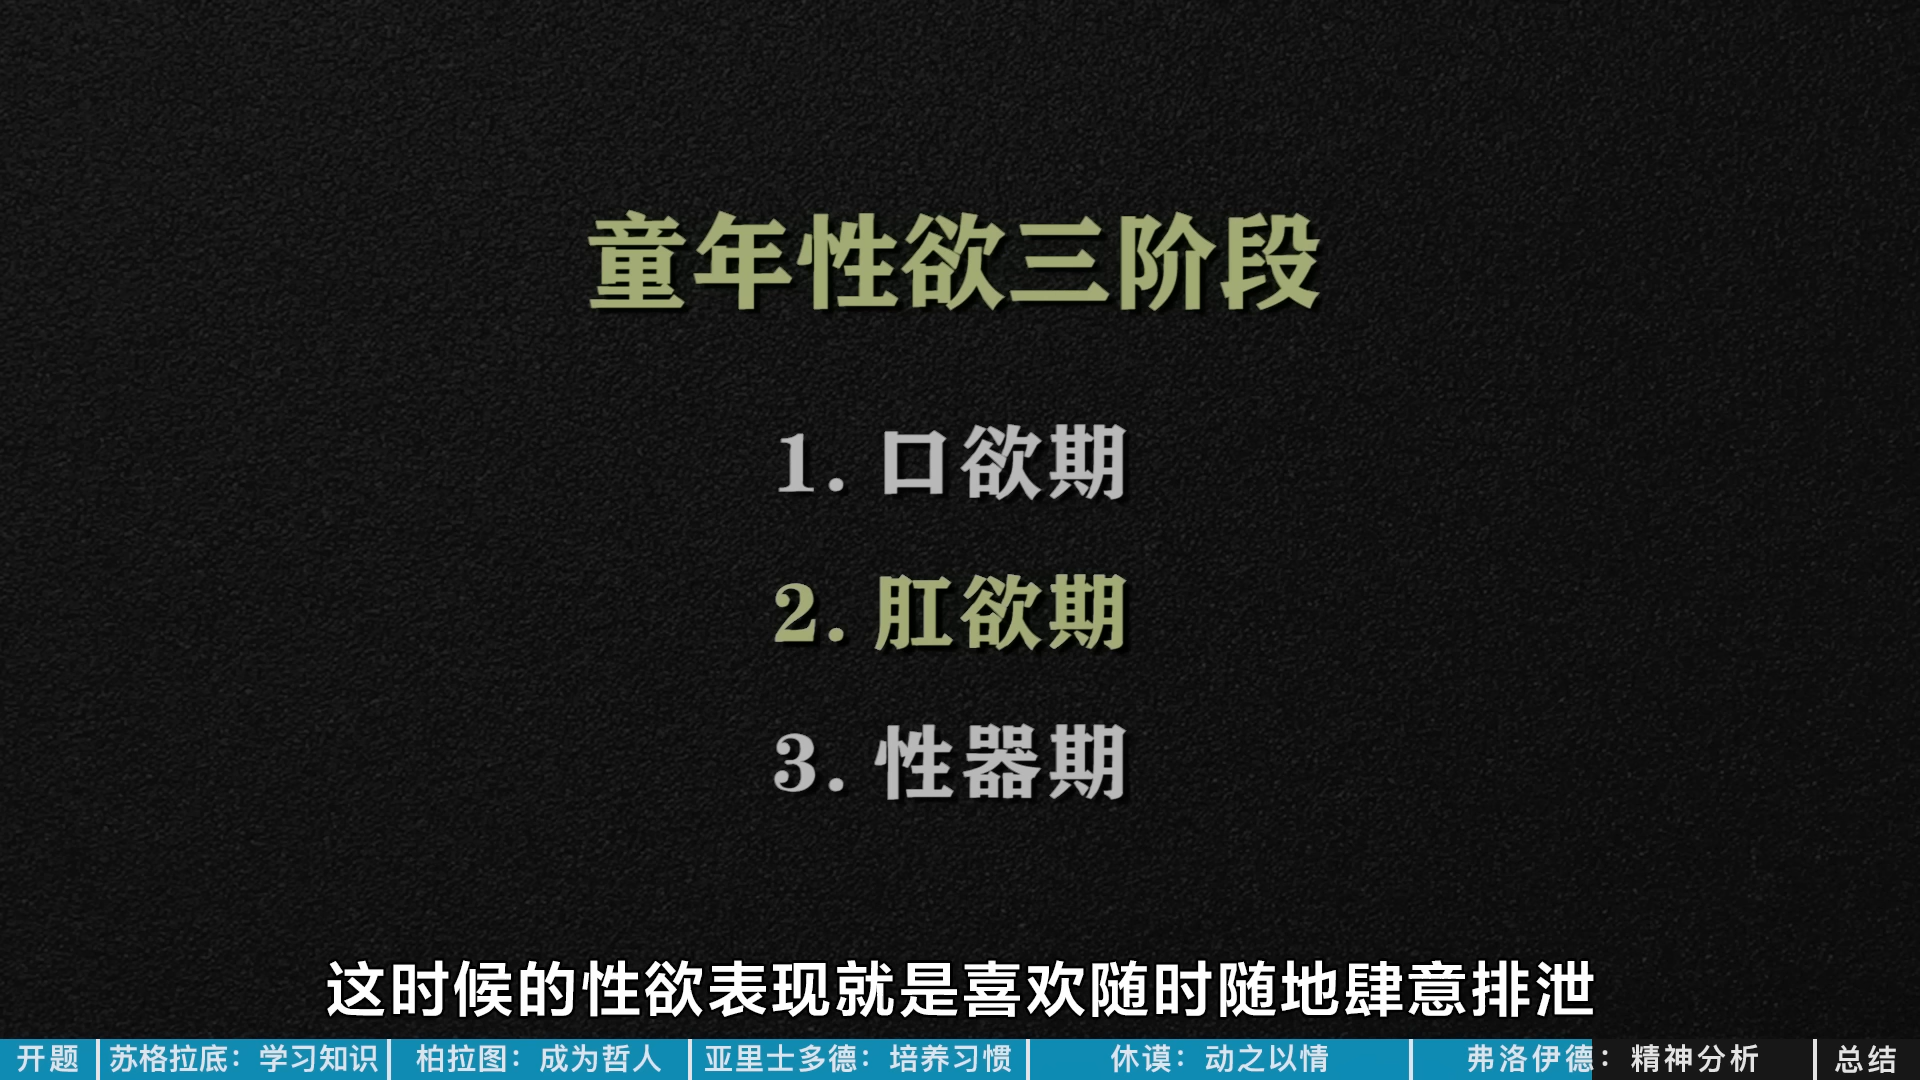 童年性欲三阶段
1. 口欲期
2. 肛欲期
3. 性器期
这时候的性欲表现就是喜欢随时随地肆意排泄
开题 苏格拉底：学习知识 柏拉图：成为哲人 亚里士多德：培养习惯 休谟：动之以情 弗洛伊德：精神分析 总结